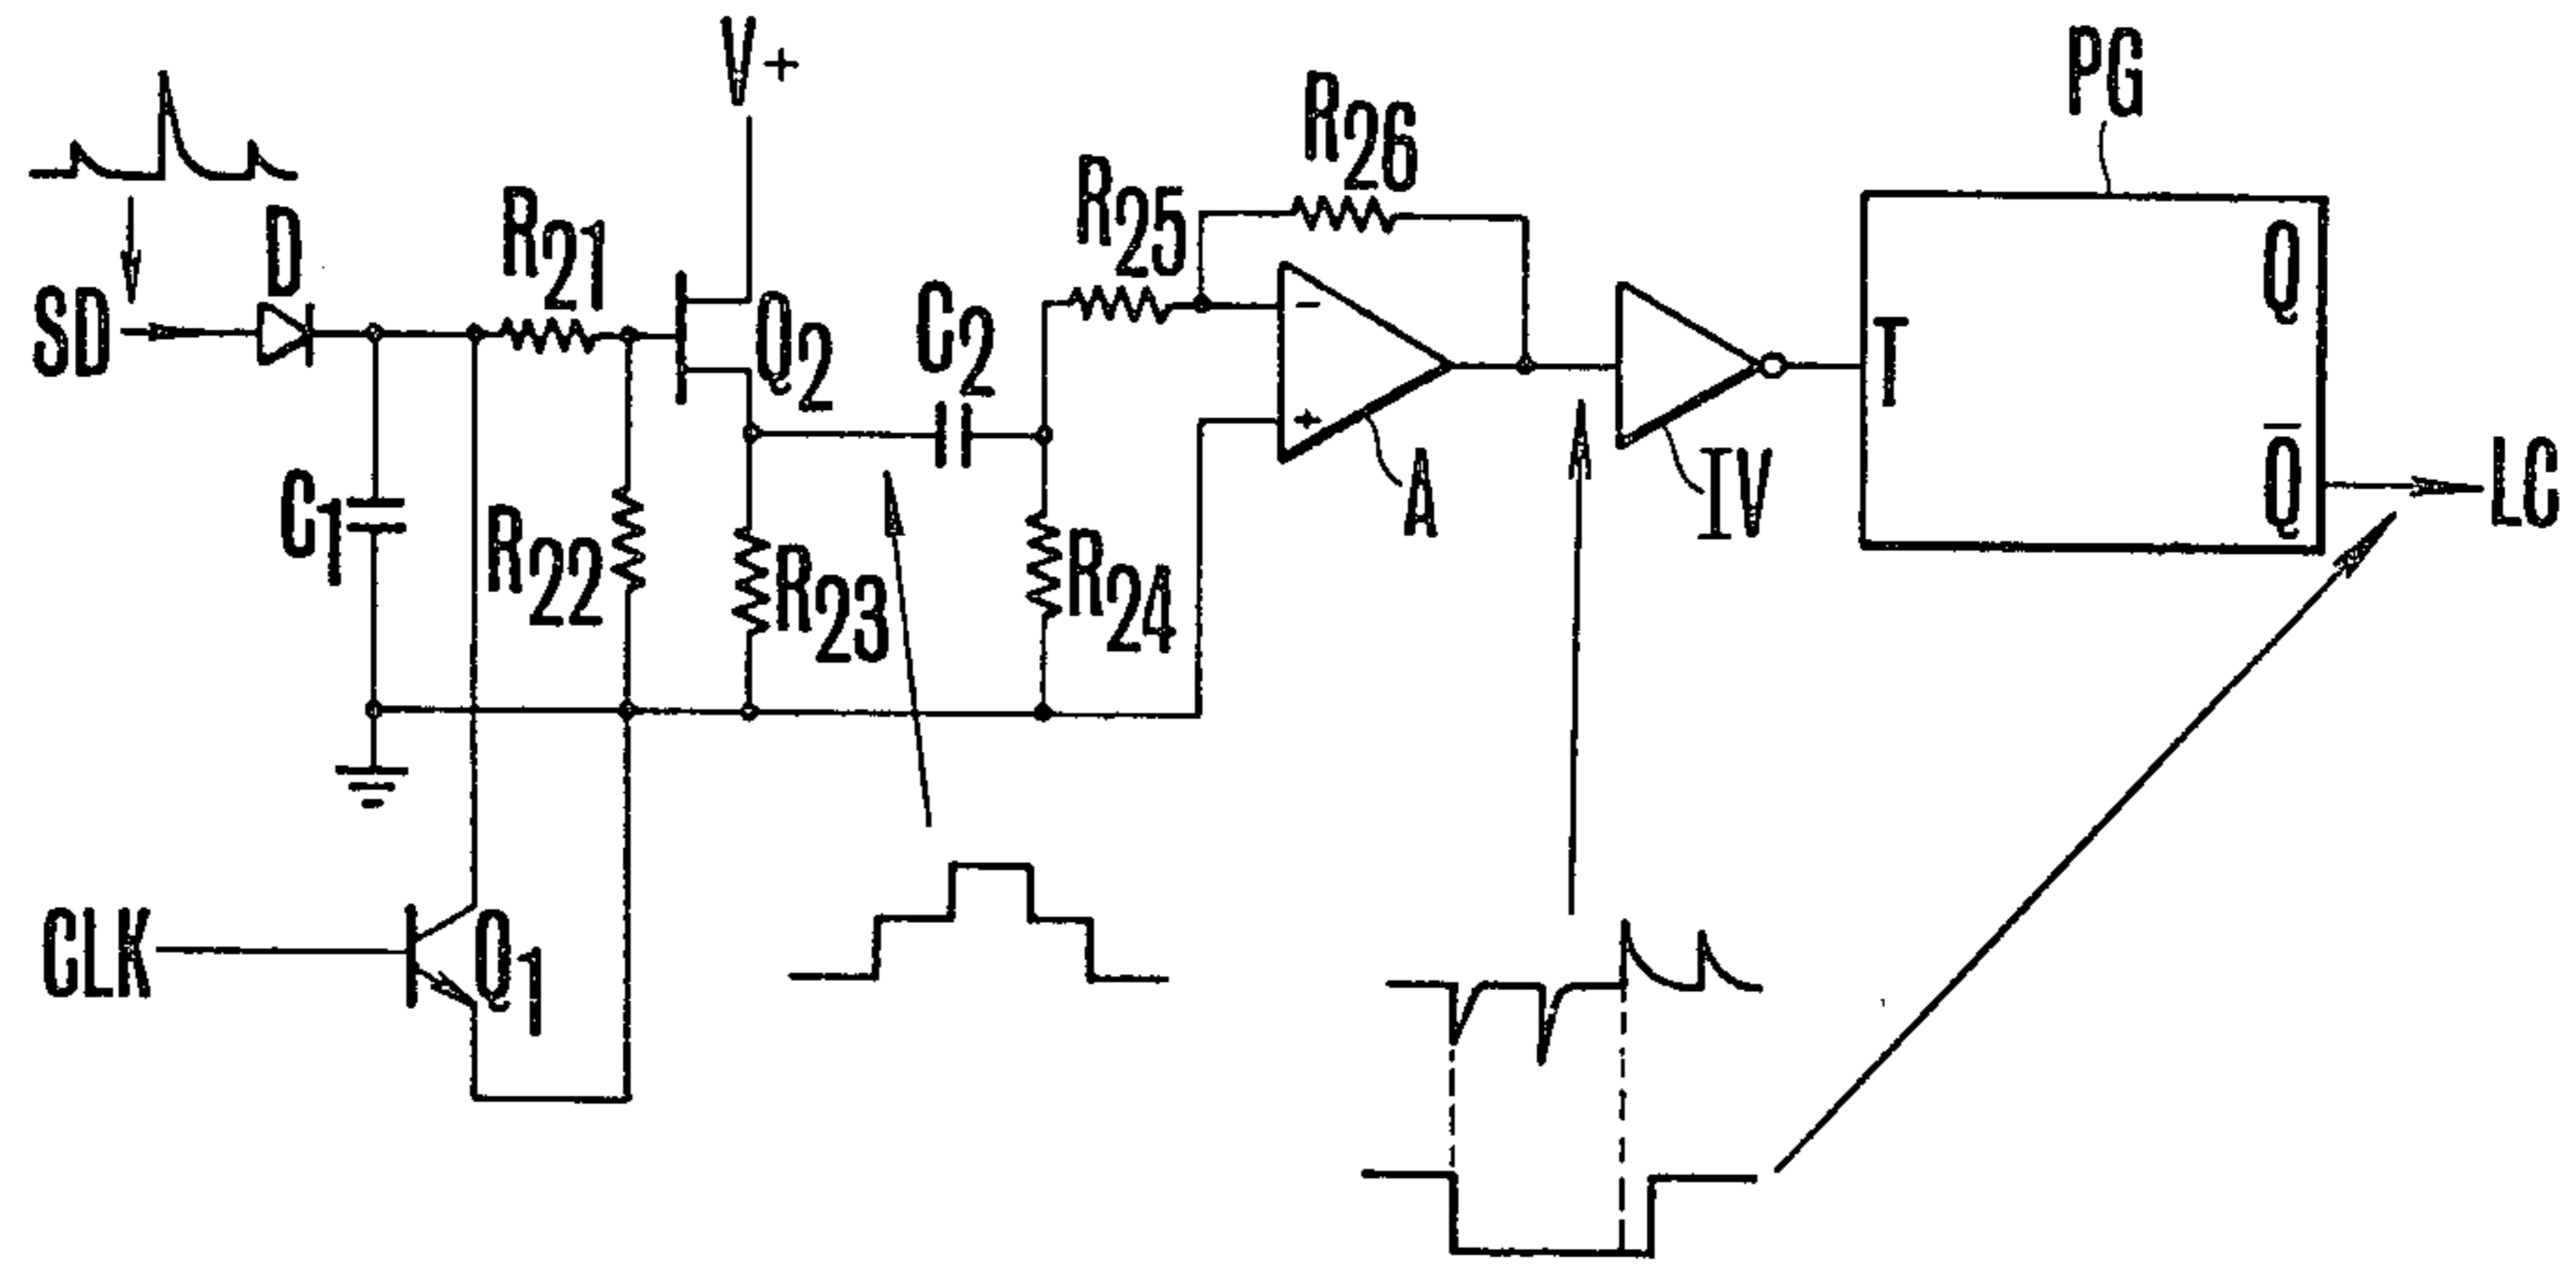 V+
PG
R26
R25
D
R21
Q
SD
Q2
C2
−
T
+
A
IV
Q̅
LC
C1
R22
R23
R24
CLK
Q1